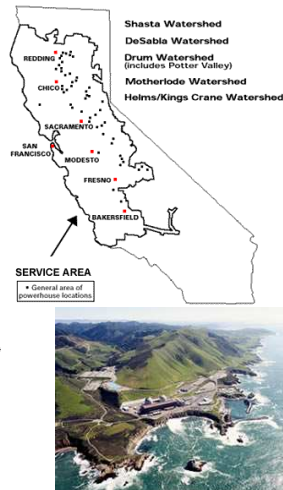 Shasta Watershed
DeSabla Watershed
Drum Watershed
(includes Potter Valley)
Motherlode Watershed
Helms/Kings Crane Watershed
REDDING
CHICO
SACRAMENTO
SAN
FRANCISCO
MODESTO
FRESNO
BAKERSFIELD
SERVICE AREA
• General area of
powerhouse locations